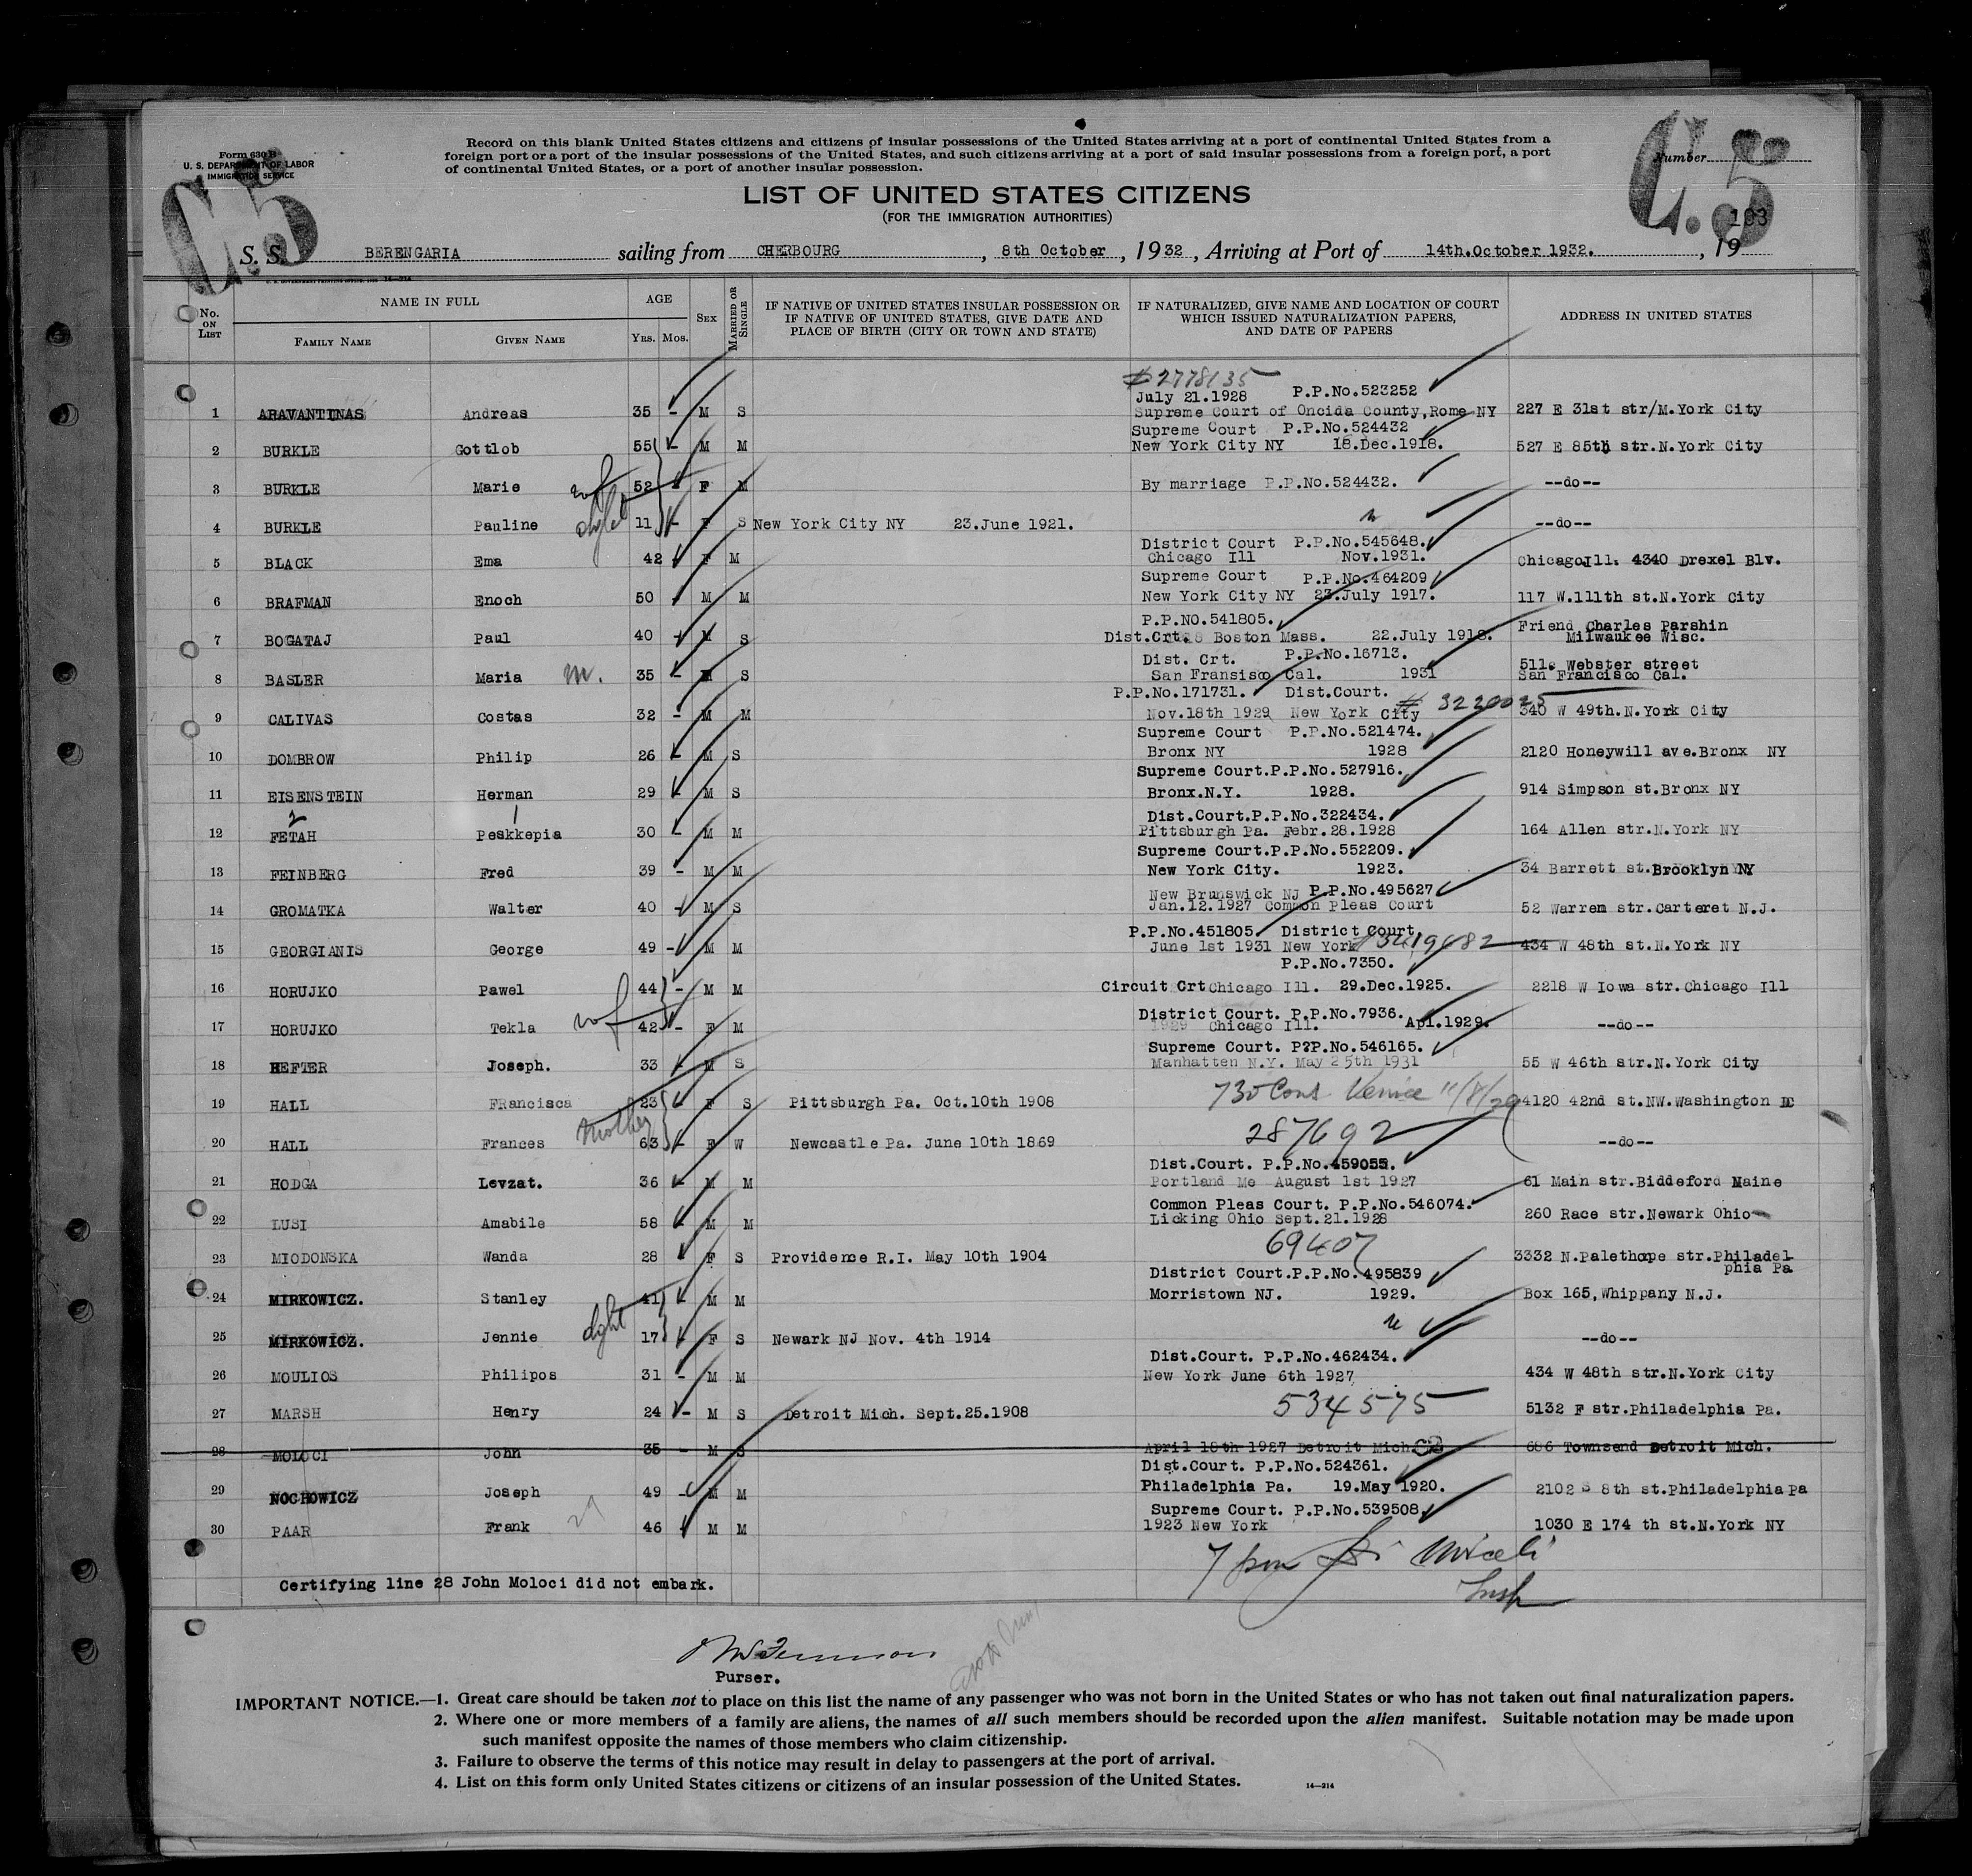 Form 630 B
U. S. DEPARTMENT OF LABOR
IMMIGRATION SERVICE
Record on this blank United States citizens and citizens of insular possessions of the United States arriving at a port of continental United States from a
foreign port or a port of the insular possessions of the United States, and such citizens arriving at a port of said insular possessions from a foreign port, a port
of continental United States, or a port of another insular possession.
Number
C.5
C.5
103
LIST OF UNITED STATES CITIZENS
(FOR THE IMMIGRATION AUTHORITIES)
S. S. BERENGARIA sailing from CHERBOURG, 8th October, 1932, Arriving at Port of 14th.October 1932., 19
No. ON LIST
NAME IN FULL
FAMILY NAME
GIVEN NAME
AGE
YRS. MOS.
SEX
MARRIED OR SINGLE
IF NATIVE OF UNITED STATES INSULAR POSSESSION OR
IF NATIVE OF UNITED STATES, GIVE DATE AND
PLACE OF BIRTH (CITY OR TOWN AND STATE)
IF NATURALIZED, GIVE NAME AND LOCATION OF COURT
WHICH ISSUED NATURALIZATION PAPERS,
AND DATE OF PAPERS
ADDRESS IN UNITED STATES
#2778135
July 21.1928 P.P.No.523252
1 ARAVANTINAS Andreas 35 - M S Supreme Court of Oneida County,Rome NY 227 E 31st str/M.York City
Supreme Court P.P.No.524432
2 BURKLE Gottlob 55 - M M New York City NY 18.Dec.1918. 527 E 85th str.N.York City
3 BURKLE Marie wf 52 - F M By marriage P.P.No.524432. --do--
4 BURKLE Pauline 11 - F S New York City NY 23.June 1921. --do--
District Court P.P.No.545648.
5 BLACK Ema 42 F M Chicago Ill Nov.1931. ChicagoIll. 4340 Drexel Blv.
Supreme Court P.P.No.464209
6 BRAFMAN Enoch 50 - M M New York City NY 23.July 1917. 117 W.111th st.N.York City
P.P.NO.541805.
7 BOGATAJ Paul 40 - M S Dist.Crt. Boston Mass. 22.July 1918. Friend Charles Parshin
Milwaukee Wisc.
Dist. Crt. P.P.No.16713.
8 BASLER Maria m. 35 - S San Fransisco Cal. 1931 Webster street
San Francisco Cal.
P.P.No.171731. Dist.Court.
# 3220025
9 CALIVAS Costas 32 - M M Nov.18th 1929 New York City 340 W 49th.N.York City
Supreme Court P.P.No.521474.
10 DOMBROW Philip 26 - M S Bronx NY 1928 2120 Honeywill ave.Bronx NY
Supreme Court.P.P.No.527916.
11 EISENSTEIN Herman 29 - M S Bronx.N.Y. 1928. 914 Simpson st.Bronx NY
2 1
Dist.Court.P.P.No.322434.
12 FETAH Peskkepia 30 - M M Pittsburgh Pa. Febr.28.1928 164 Allen str.N.York NY
Supreme Court.P.P.No.552209.
13 FEINBERG Fred 39 - M M New York City. 1923. 34 Barrett st.Brooklyn NY
New Brunswick NJ P.P.No.495627
14 GROMATKA Walter 40 - M S Jan.12.1927 Common Pleas Court 52 Warren str.Carteret N.J.
P.P.No.451805. District Court
15 GEORGIANIS George 49 - M M June 1st 1931 New York 434 W 48th st.N.York NY
P.P.No.7350.
16 HORUJKO Pawel 44 - M M Circuit Crt Chicago Ill. 29.Dec.1925. 2218 W Iowa str.Chicago Ill
District Court. P.P.No.7936.
17 HORUJKO Tekla wf 42 - F M 1929 Chicago Ill. Apl.1929. --do--
Supreme Court. P?P.No.546165.
18 HEFTER Joseph. 33 - M S Manhatten N.Y. May 25th 1931 55 W 46th str.N.York City
19 HALL FRancisca 23 - F S Pittsburgh Pa. Oct.10th 1908 730 Cons Venice 11/8/29 4120 42nd st.NW.Washington DC
20 HALL Frances mother 63 - F W Newcastle Pa. June 10th 1869 287692 --do--
Dist.Court. P.P.No.459055.
21 HODGA Levzat. 36 - M M Portland Me August 1st 1927 61 Main str.Biddeford Maine
Common Pleas Court. P.P.No.546074.
22 LUSI Amabile 58 - M M Licking Ohio Sept.21.1928 260 Race str.Newark Ohio
23 MIODONSKA Wanda 28 F S Providence R.I. May 10th 1904 69407 3332 N.Palethope str.Philadel-
phia Pa
District Court.P.P.No.495839
24 MIRKOWICZ. Stanley 41 - M M Morristown NJ. 1929. Box 165,Whippany N.J.
25 MIRKOWICZ. Jennie dght 17 - F S Newark NJ Nov. 4th 1914 --do--
Dist.Court. P.P.No.462434.
26 MOULIOS Philipos 31 - M M New York June 6th 1927 434 W 48th str.N.York City
27 MARSH Henry 24 - M S Detroit Mich. Sept.25.1908 534575 5132 F str.Philadelphia Pa.
28 MOLOCI John 35 - M S April 18th 1927 Detroit Mich. 686 Townsend Detroit Mich.
Dist.Court. P.P.No.524361.
29 NOCHOWICZ Joseph 49 - M M Philadelphia Pa. 19.May 1920. 2102 S 8th st.Philadelphia Pa
Supreme Court. P.P.No.539508
30 PAAR Frank 46 - M M 1923 New York 1030 E 174 th st.N.York NY
Certifying line 28 John Moloci did not embark.
Insp
Purser.
IMPORTANT NOTICE.—1. Great care should be taken not to place on this list the name of any passenger who was not born in the United States or who has not taken out final naturalization papers.
2. Where one or more members of a family are aliens, the names of all such members should be recorded upon the alien manifest. Suitable notation may be made upon
such manifest opposite the names of those members who claim citizenship.
3. Failure to observe the terms of this notice may result in delay to passengers at the port of arrival.
4. List on this form only United States citizens or citizens of an insular possession of the United States.
14—214